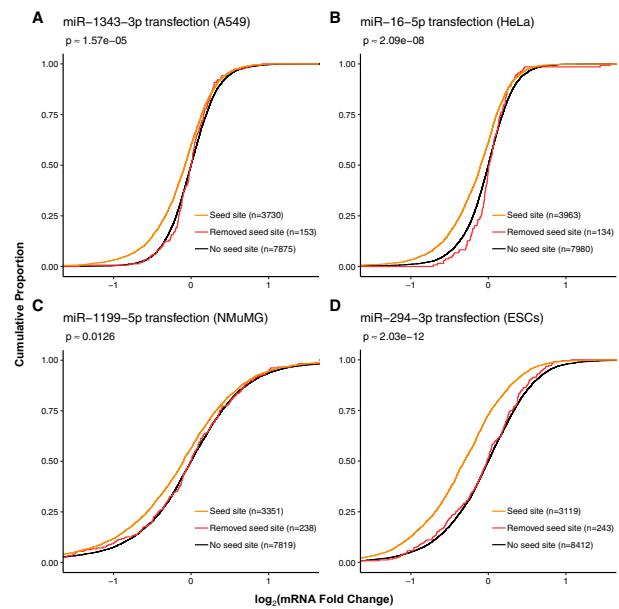 A
miR−1343−3p transfection (A549)
p ≈ 1.57e−05
1.00
0.75
0.50
0.25
0.00
−1
0
1
Seed site (n=3730)
Removed seed site (n=153)
No seed site (n=7875)
B
miR−16−5p transfection (HeLa)
p ≈ 2.09e−08
1.00
0.75
0.50
0.25
0.00
−1
0
1
Seed site (n=3963)
Removed seed site (n=134)
No seed site (n=7980)
C
miR−1199−5p transfection (NMuMG)
p ≈ 0.0126
1.00
0.75
0.50
0.25
0.00
−1
0
1
Seed site (n=3351)
Removed seed site (n=238)
No seed site (n=7819)
D
miR−294−3p transfection (ESCs)
p ≈ 2.03e−12
1.00
0.75
0.50
0.25
0.00
−1
0
1
Seed site (n=3119)
Removed seed site (n=243)
No seed site (n=8412)
Cumulative Proportion
log2(mRNA Fold Change)